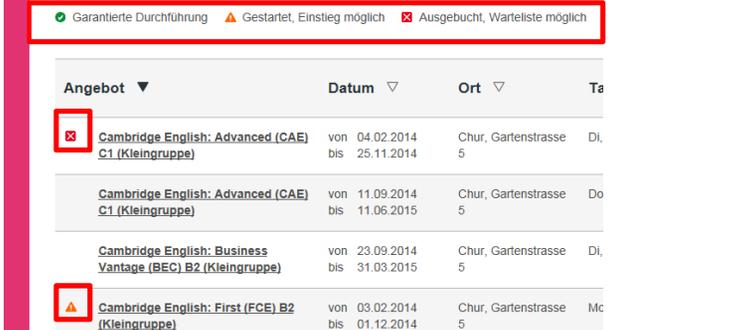 Garantierte Durchführung Gestartet, Einstieg möglich Ausgebucht, Warteliste möglich
Angebot Datum Ort Ta
Cambridge English: Advanced (CAE) von 04.02.2014 Chur, Gartenstrasse Di,
C1 (Kleingruppe) bis 25.11.2014 5
Cambridge English: Advanced (CAE) von 11.09.2014 Chur, Gartenstrasse Do
C1 (Kleingruppe) bis 11.06.2015 5
Cambridge English: Business von 23.09.2014 Chur, Gartenstrasse Di,
Vantage (BEC) B2 (Kleingruppe) bis 31.03.2015 5
Cambridge English: First (FCE) B2 von 03.02.2014 Chur, Gartenstrasse Mo
(Kleingruppe) bis 01.12.2014 5